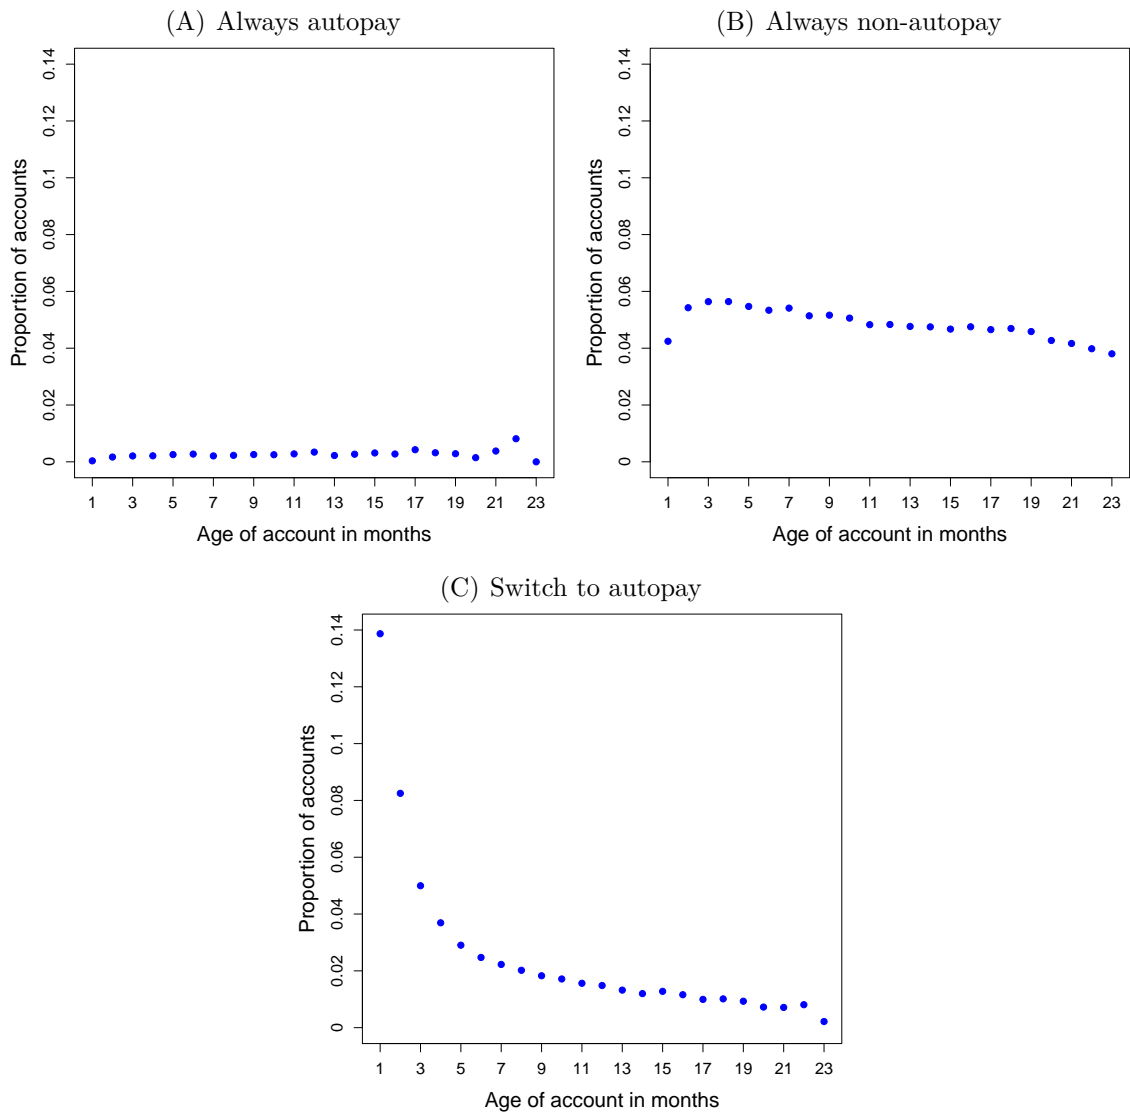 (A) Always autopay
0.14
0.12
0.1
0.08
0.06
0.04
0.02
0
Proportion of accounts
1 3 5 7 9 11 13 15 17 19 21 23
Age of account in months
(B) Always non-autopay
0.14
0.12
0.1
0.08
0.06
0.04
0.02
0
Proportion of accounts
1 3 5 7 9 11 13 15 17 19 21 23
Age of account in months
(C) Switch to autopay
0.14
0.12
0.1
0.08
0.06
0.04
0.02
0
Proportion of accounts
1 3 5 7 9 11 13 15 17 19 21 23
Age of account in months